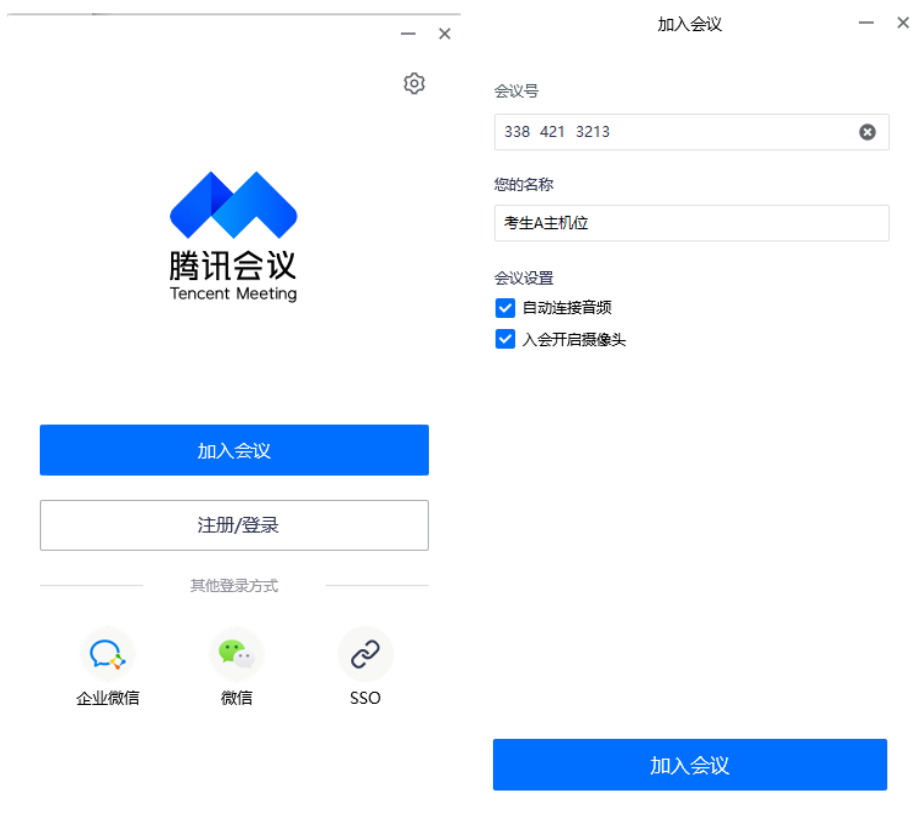 腾讯会议
Tencent Meeting
加入会议
注册/登录
其他登录方式
企业微信
微信
SSO
加入会议
会议号
338 421 3213
您的名称
考生A主机位
会议设置
自动连接音频
入会开启摄像头
加入会议